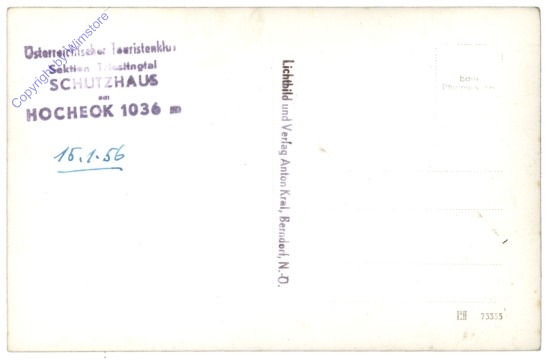 Österreichischer Touristenklub
Sektion Triestingtal
SCHUTZHAUS
am
HOCHECK 1036 m
Copyright by Wimstore
15.1.56
Lichtbild und Verlag Anton Kral, Berndorf, N.-Ö.
Echte